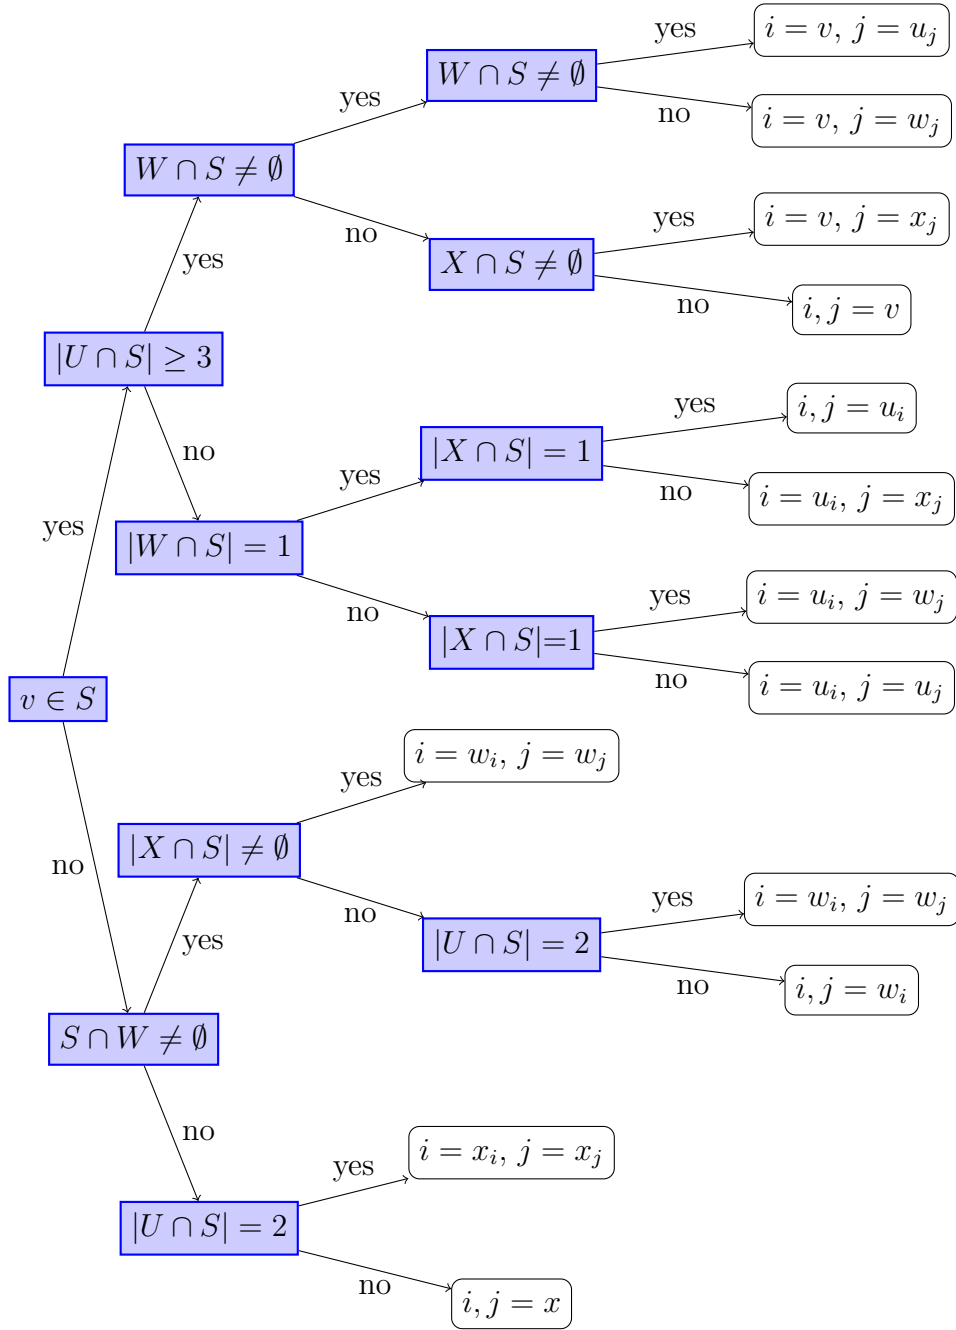 yes
i = v, j = u_j
W ∩ S ≠ ∅
no
i = v, j = w_j
yes
W ∩ S ≠ ∅
no
yes
i = v, j = x_j
X ∩ S ≠ ∅
no
i, j = v
yes
|U ∩ S| ≥ 3
no
yes
i, j = u_i
|X ∩ S| = 1
no
i = u_i, j = x_j
yes
|W ∩ S| = 1
no
yes
i = u_i, j = w_j
|X ∩ S|=1
no
i = u_i, j = u_j
yes
v ∈ S
no
yes
i = w_i, j = w_j
|X ∩ S| ≠ ∅
no
yes
i = w_i, j = w_j
|U ∩ S| = 2
no
i, j = w_i
yes
S ∩ W ≠ ∅
no
yes
i = x_i, j = x_j
|U ∩ S| = 2
no
i, j = x